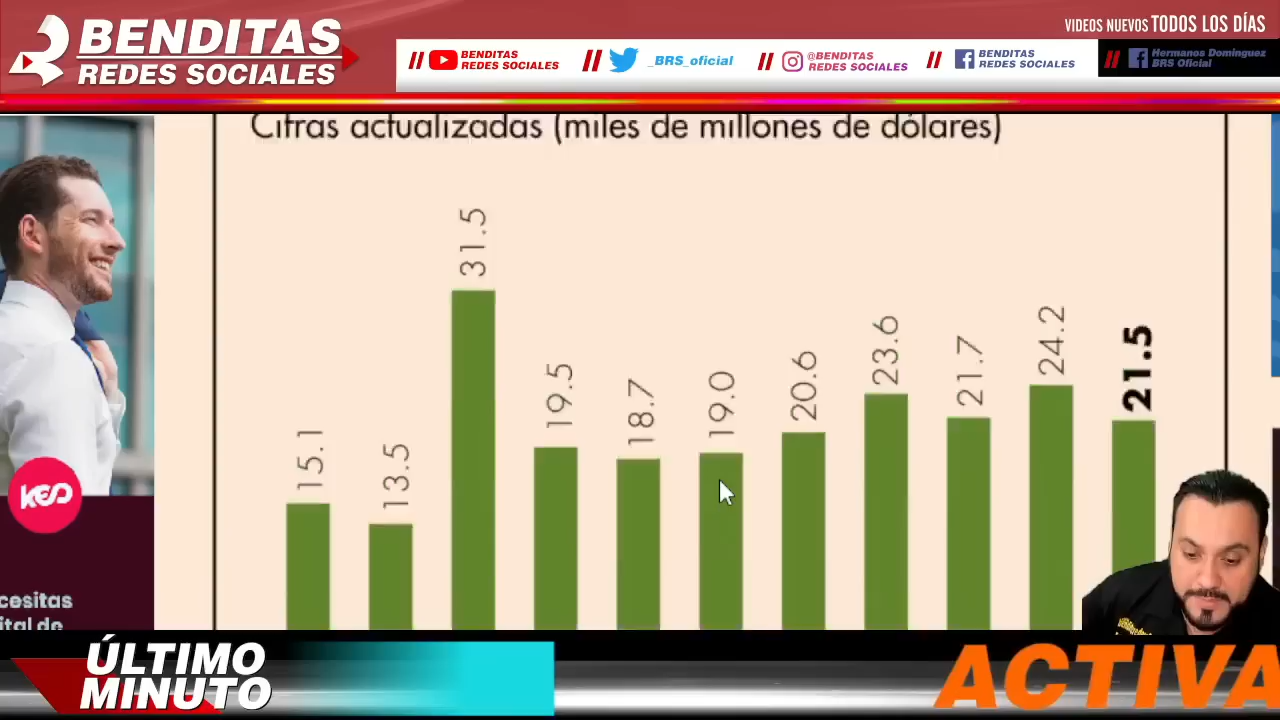 BENDITAS
REDES SOCIALES
VIDEOS NUEVOS TODOS LOS DÍAS
BENDITAS
REDES SOCIALES
_BRS_oficial
@BENDITAS
REDES SOCIALES
BENDITAS
REDES SOCIALES
Hermanos Domínguez
BRS Oficial
Cifras actualizadas (miles de millones de dólares)
15.1
13.5
31.5
19.5
18.7
19.0
20.6
23.6
21.7
24.2
21.5
KEO
cesitas
ital de
ÚLTIMO
MINUTO
ACTIVA